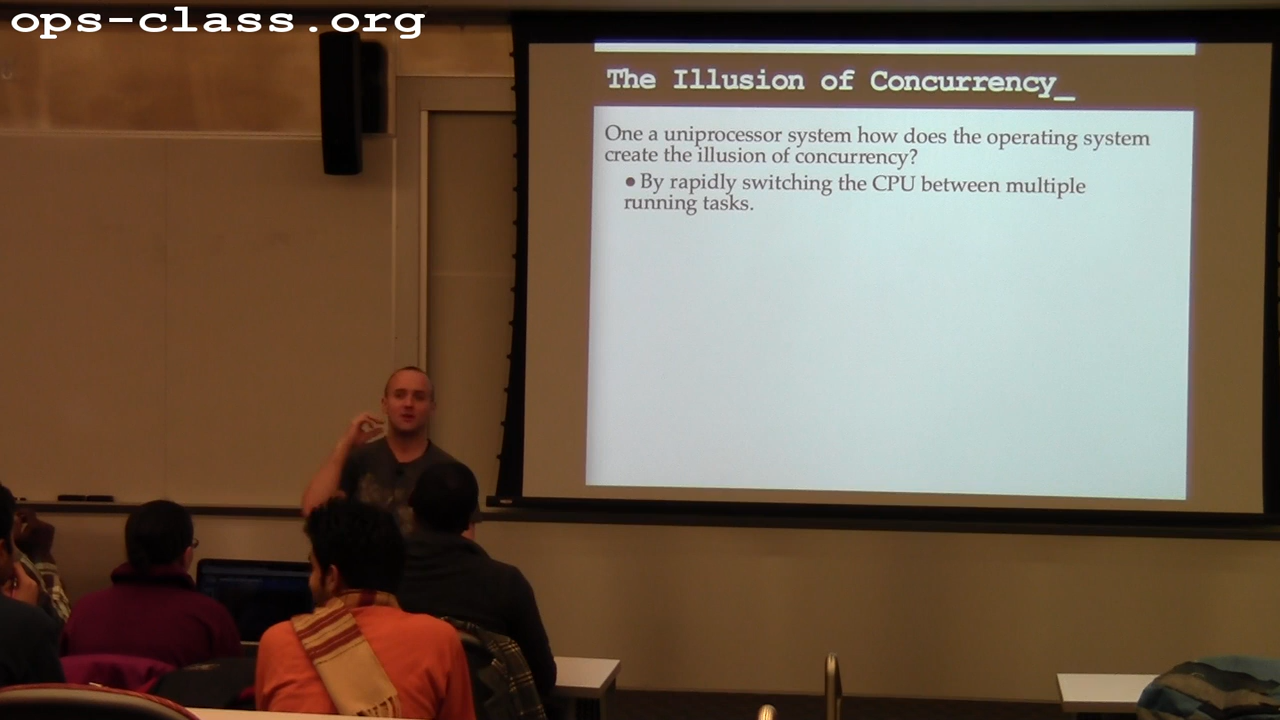 ops-class.org
The Illusion of Concurrency_
One a uniprocessor system how does the operating system
create the illusion of concurrency?
● By rapidly switching the CPU between multiple
running tasks.